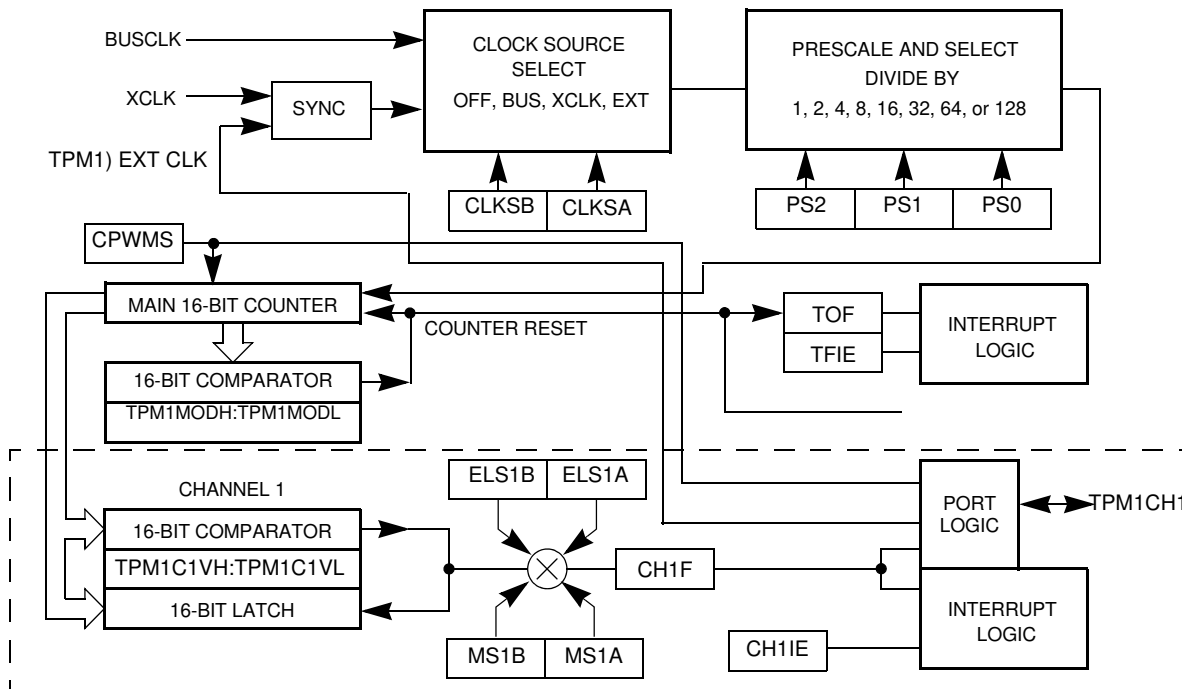 BUSCLK
XCLK
SYNC
TPM1) EXT CLK
CLOCK SOURCE
SELECT
OFF, BUS, XCLK, EXT
CLKSB
CLKSA
PRESCALE AND SELECT
DIVIDE BY
1, 2, 4, 8, 16, 32, 64, or 128
PS2
PS1
PS0
CPWMS
MAIN 16-BIT COUNTER
COUNTER RESET
16-BIT COMPARATOR
TPM1MODH:TPM1MODL
TOF
TFIE
INTERRUPT
LOGIC
CHANNEL 1
16-BIT COMPARATOR
TPM1C1VH:TPM1C1VL
16-BIT LATCH
ELS1B
ELS1A
MS1B
MS1A
CH1F
CH1IE
PORT
LOGIC
TPM1CH1
INTERRUPT
LOGIC